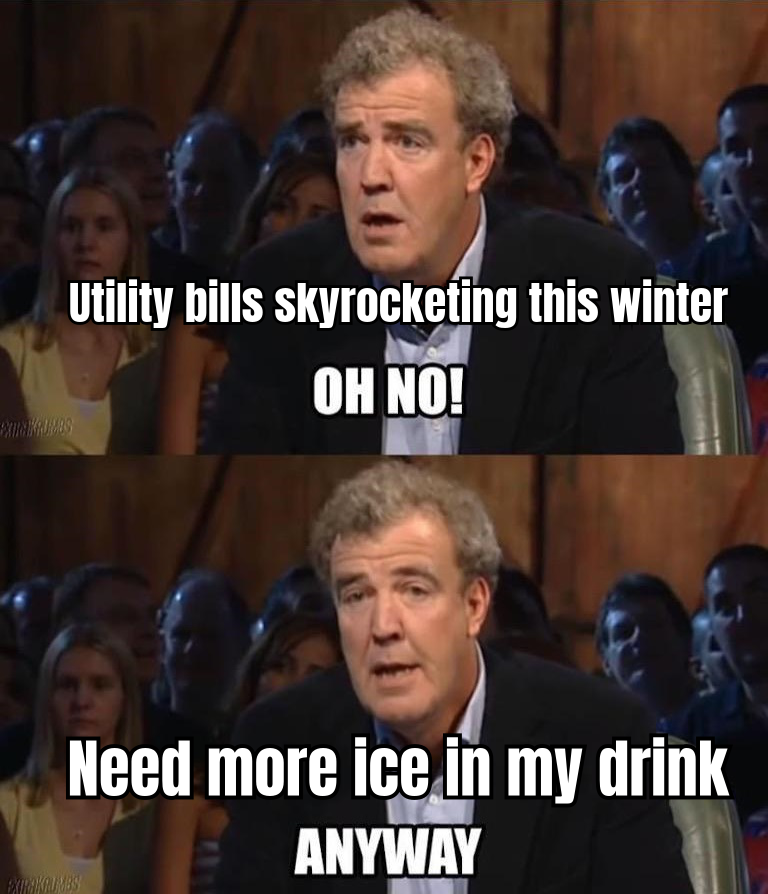 Utility bills skyrocketing this winter
OH NO!
Need more ice in my drink
ANYWAY